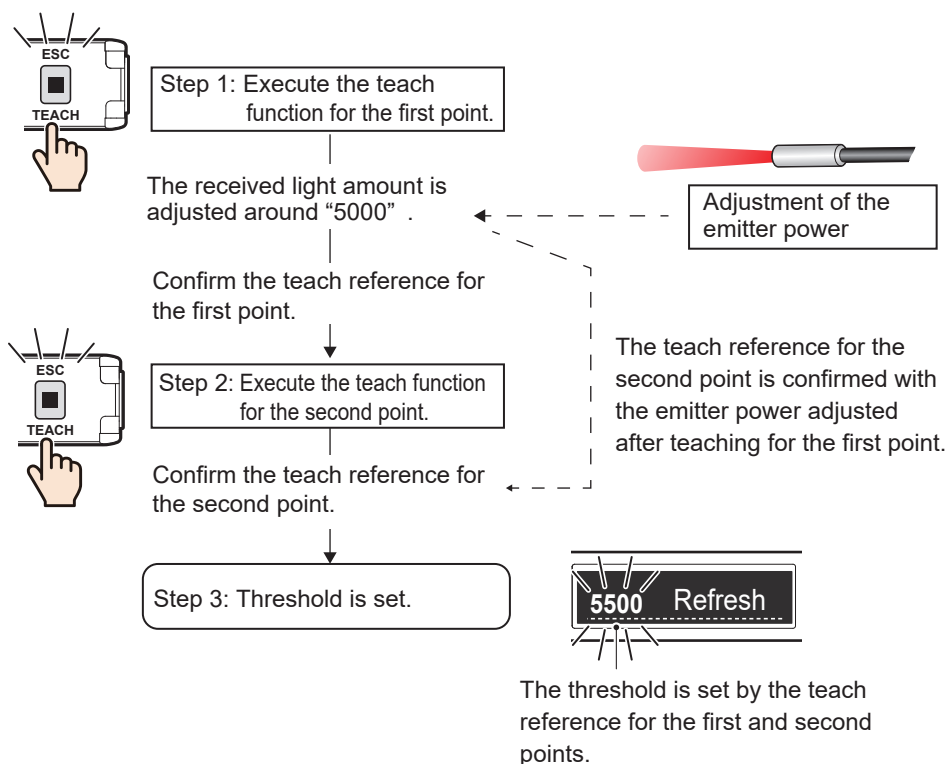 ESC
TEACH
Step 1: Execute the teach
function for the first point.
The received light amount is
adjusted around “5000” .
Adjustment of the
emitter power
Confirm the teach reference for
the first point.
ESC
TEACH
Step 2: Execute the teach function
for the second point.
The teach reference for the
second point is confirmed with
the emitter power adjusted
after teaching for the first point.
Confirm the teach reference for
the second point.
Step 3: Threshold is set.
5500 Refresh
The threshold is set by the teach
reference for the first and second
points.